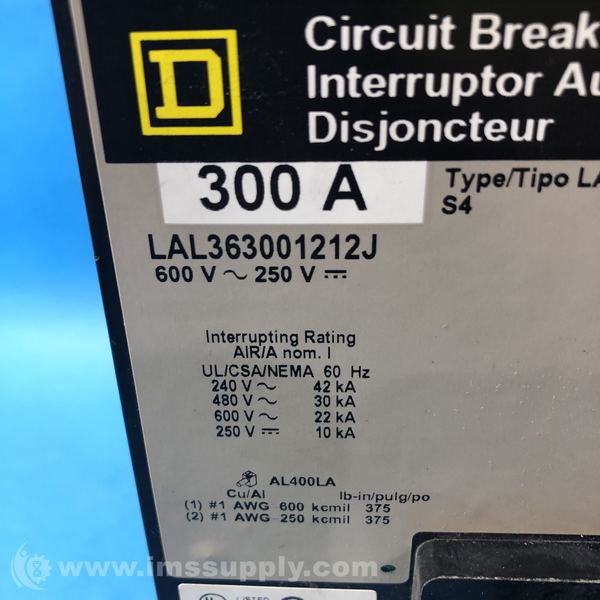 D
Circuit Break
Interruptor Au
Disjoncteur
300 A
Type/Tipo LA
S4
LAL363001212J
600 V ~ 250 V ⎓
Interrupting Rating
AIR/A nom. I
UL/CSA/NEMA 60 Hz
240 V ~ 42 kA
480 V ~ 30 kA
600 V ~ 22 kA
250 V ⎓ 10 kA
AL400LA
Cu/Al lb-in/pulg/po
(1) #1 AWG 600 kcmil 375
(2) #1 AWG 250 kcmil 375
www.imssupply.com
UL LISTED